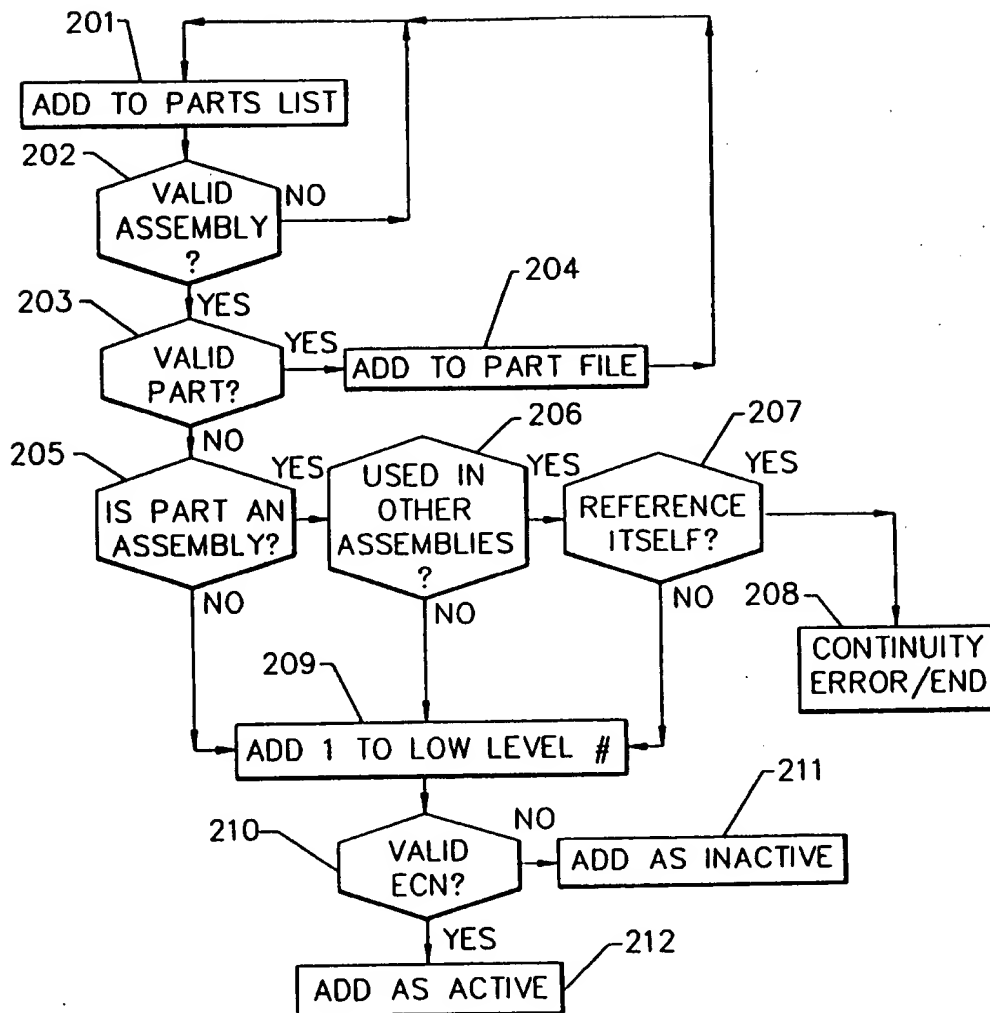 201
ADD TO PARTS LIST
202
VALID
ASSEMBLY
?
NO
YES
203
VALID
PART?
YES
204
ADD TO PART FILE
NO
205
IS PART AN
ASSEMBLY?
YES
206
USED IN
OTHER
ASSEMBLIES
?
YES
207
REFERENCE
ITSELF?
YES
NO
NO
NO
208
CONTINUITY
ERROR/END
209
ADD 1 TO LOW LEVEL #
210
VALID
ECN?
NO
211
ADD AS INACTIVE
YES
212
ADD AS ACTIVE